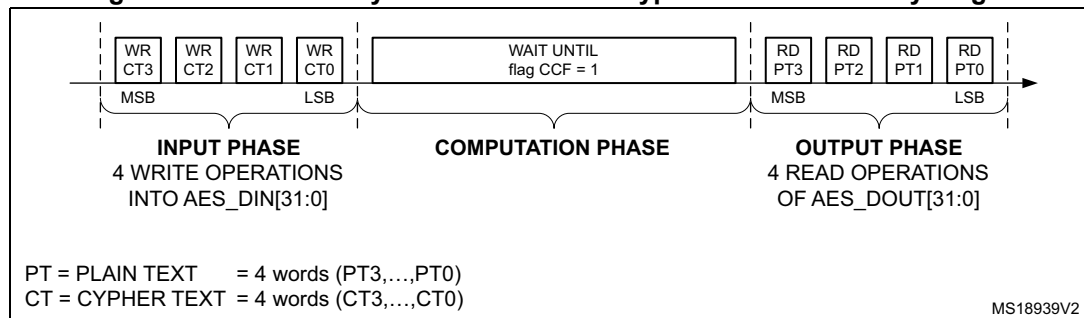 WR CT3 WR CT2 WR CT1 WR CT0 WAIT UNTIL flag CCF = 1 RD PT3 RD PT2 RD PT1 RD PT0
MSB LSB MSB LSB
INPUT PHASE COMPUTATION PHASE OUTPUT PHASE
4 WRITE OPERATIONS 4 READ OPERATIONS
INTO AES_DIN[31:0] OF AES_DOUT[31:0]
PT = PLAIN TEXT = 4 words (PT3,…,PT0)
CT = CYPHER TEXT = 4 words (CT3,…,CT0)
MS18939V2